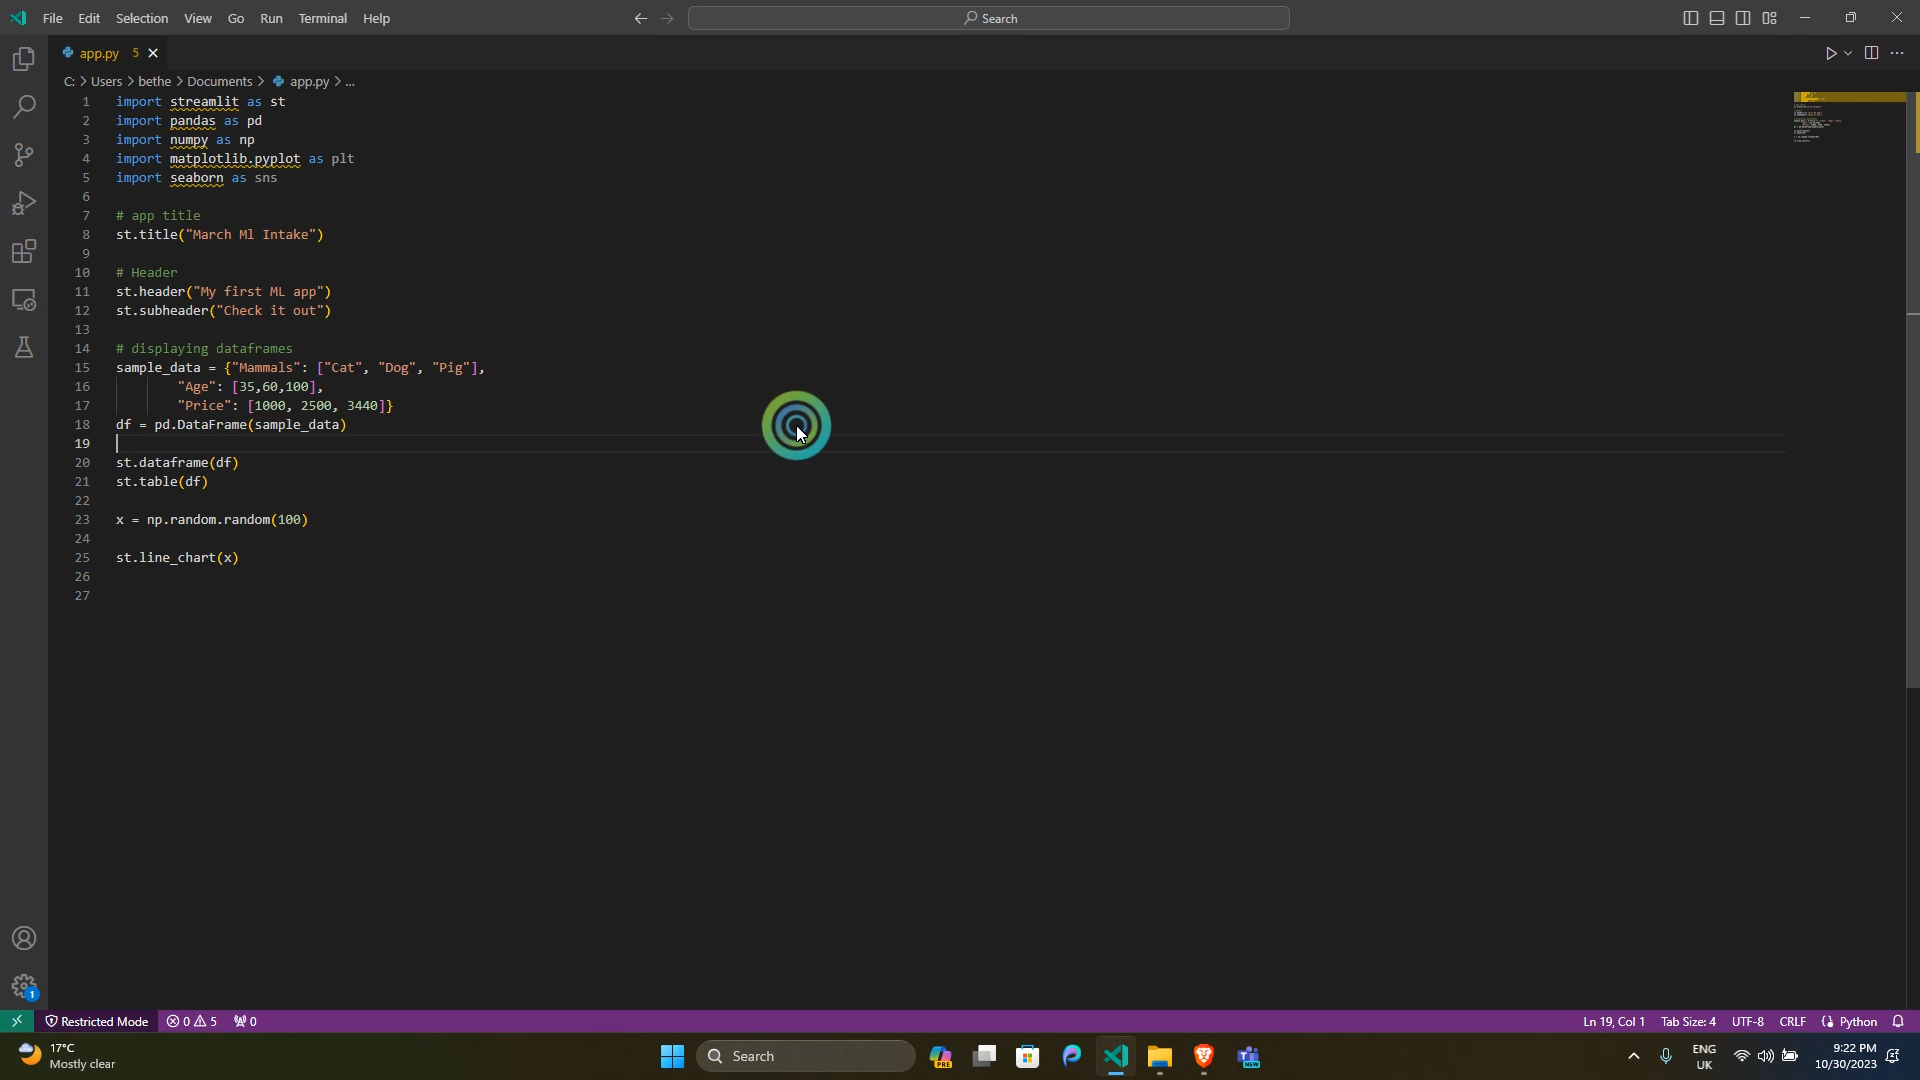 File Edit Selection View Go Run Terminal Help Search
app.py 5
C: > Users > bethe > Documents > app.py > ...
1 import streamlit as st
2 import pandas as pd
3 import numpy as np
4 import matplotlib.pyplot as plt
5 import seaborn as sns
6
7 # app title
8 st.title("March Ml Intake")
9
10 # Header
11 st.header("My first ML app")
12 st.subheader("Check it out")
13
14 # displaying dataframes
15 sample_data = {"Mammals": ["Cat", "Dog", "Pig"],
16 "Age": [35,60,100],
17 "Price": [1000, 2500, 3440]}
18 df = pd.DataFrame(sample_data)
19
20 st.dataframe(df)
21 st.table(df)
22
23 x = np.random.random(100)
24
25 st.line_chart(x)
26
27
1
Restricted Mode 0 5 0 Ln 19, Col 1 Tab Size: 4 UTF-8 CRLF Python
17°C
Mostly clear
Search
PRE
NEW
ENG
UK
9:22 PM
10/30/2023